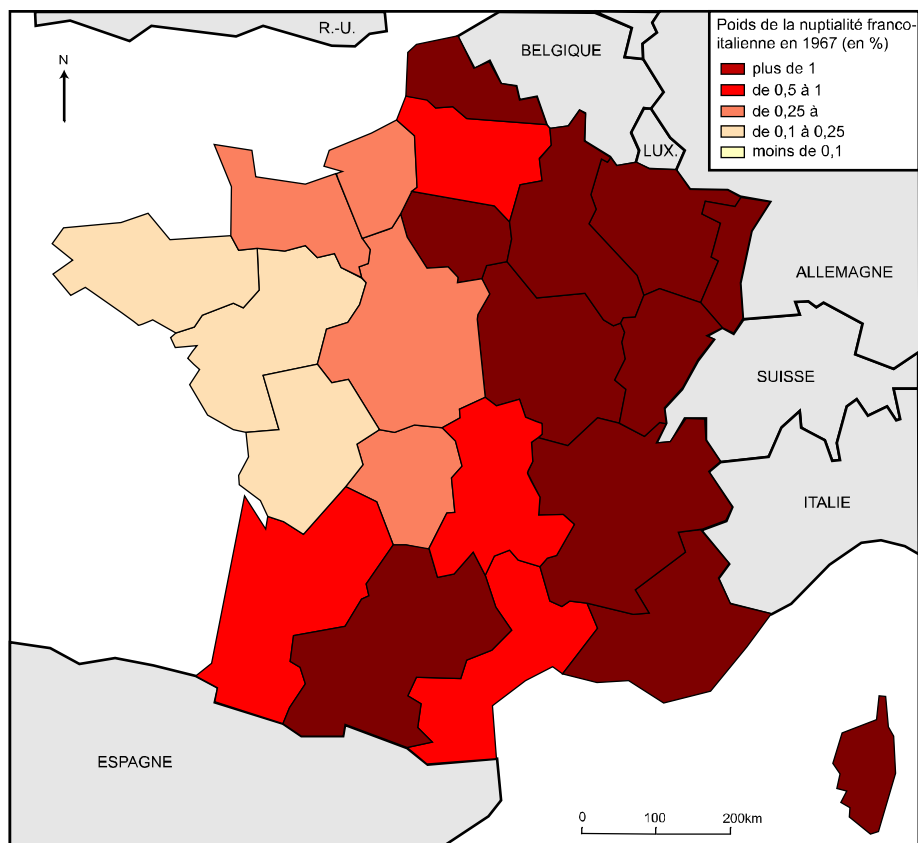 R.-U.
BELGIQUE
Poids de la nuptialité franco-
italienne en 1967 (en %)
plus de 1
de 0,5 à 1
de 0,25 à
de 0,1 à 0,25
moins de 0,1
N
LUX.
ALLEMAGNE
SUISSE
ITALIE
ESPAGNE
0 100 200km